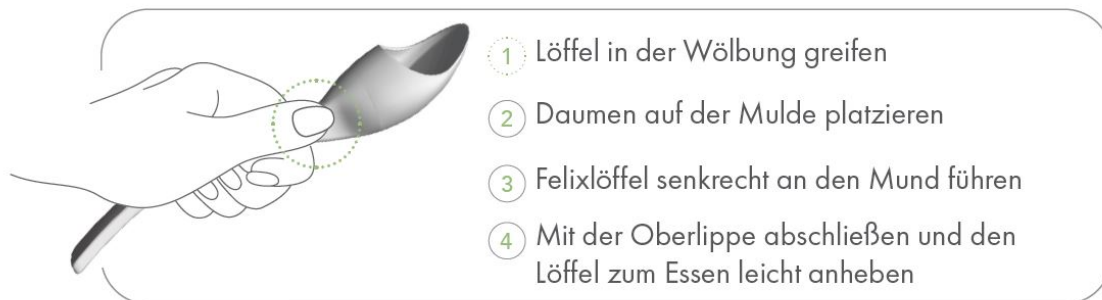 1 Löffel in der Wölbung greifen
2 Daumen auf der Mulde platzieren
3 Felixlöffel senkrecht an den Mund führen
4 Mit der Oberlippe abschließen und den
Löffel zum Essen leicht anheben